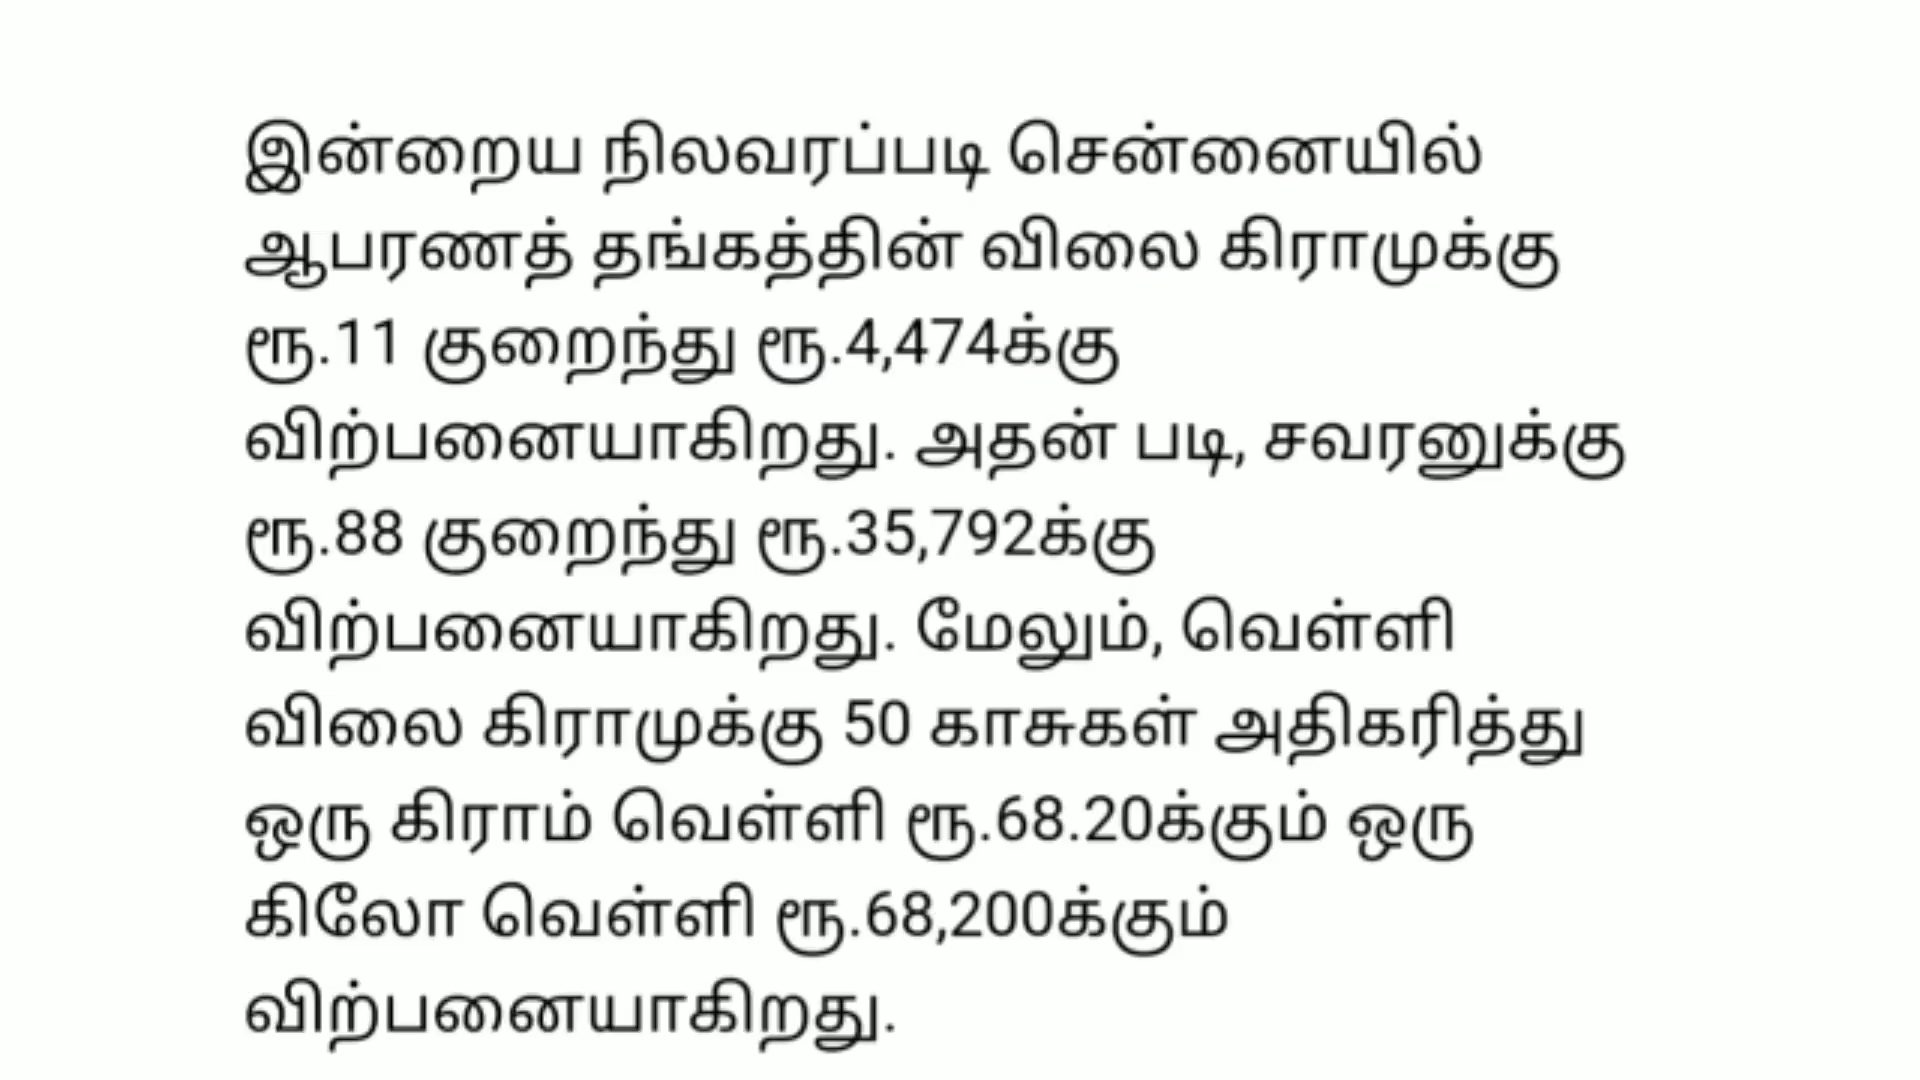 இன்றைய நிலவரப்படி சென்னையில்
ஆபரணத் தங்கத்தின் விலை கிராமுக்கு
ரூ.11 குறைந்து ரூ.4,474க்கு
விற்பனையாகிறது. அதன் படி, சவரனுக்கு
ரூ.88 குறைந்து ரூ.35,792க்கு
விற்பனையாகிறது. மேலும், வெள்ளி
விலை கிராமுக்கு 50 காசுகள் அதிகரித்து
ஒரு கிராம் வெள்ளி ரூ.68.20க்கும் ஒரு
கிலோ வெள்ளி ரூ.68,200க்கும்
விற்பனையாகிறது.